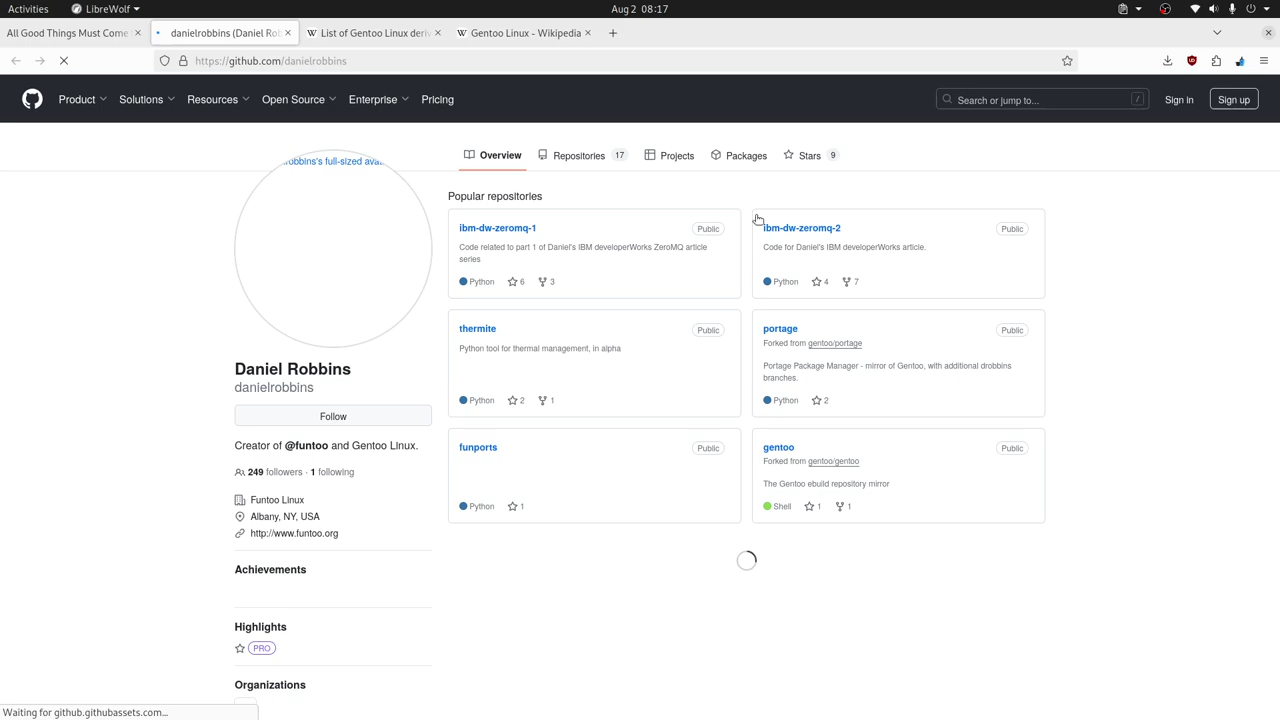 Activities
LibreWolf
Aug 2 08:17
All Good Things Must Come
danielrobbins (Daniel Rob
List of Gentoo Linux deriv
Gentoo Linux - Wikipedia
https://github.com/danielrobbins
Product
Solutions
Resources
Open Source
Enterprise
Pricing
Search or jump to...
/
Sign in
Sign up
robbins's full-sized ava
Overview
Repositories 17
Projects
Packages
Stars 9
Daniel Robbins
danielrobbins
Follow
Creator of @funtoo and Gentoo Linux.
249 followers · 1 following
Funtoo Linux
Albany, NY, USA
http://www.funtoo.org
Achievements
Highlights
PRO
Organizations
Popular repositories
ibm-dw-zeromq-1
Public
Code related to part 1 of Daniel's IBM developerWorks ZeroMQ article
series
Python 6 3
ibm-dw-zeromq-2
Public
Code for Daniel's IBM developerWorks article.
Python 4 7
thermite
Public
Python tool for thermal management, in alpha
Python 2 1
portage
Public
Forked from gentoo/portage
Portage Package Manager - mirror of Gentoo, with additional drobbins
branches.
Python 2
funports
Public
Python 1
gentoo
Public
Forked from gentoo/gentoo
The Gentoo ebuild repository mirror
Shell 1 1
Waiting for github.githubassets.com...